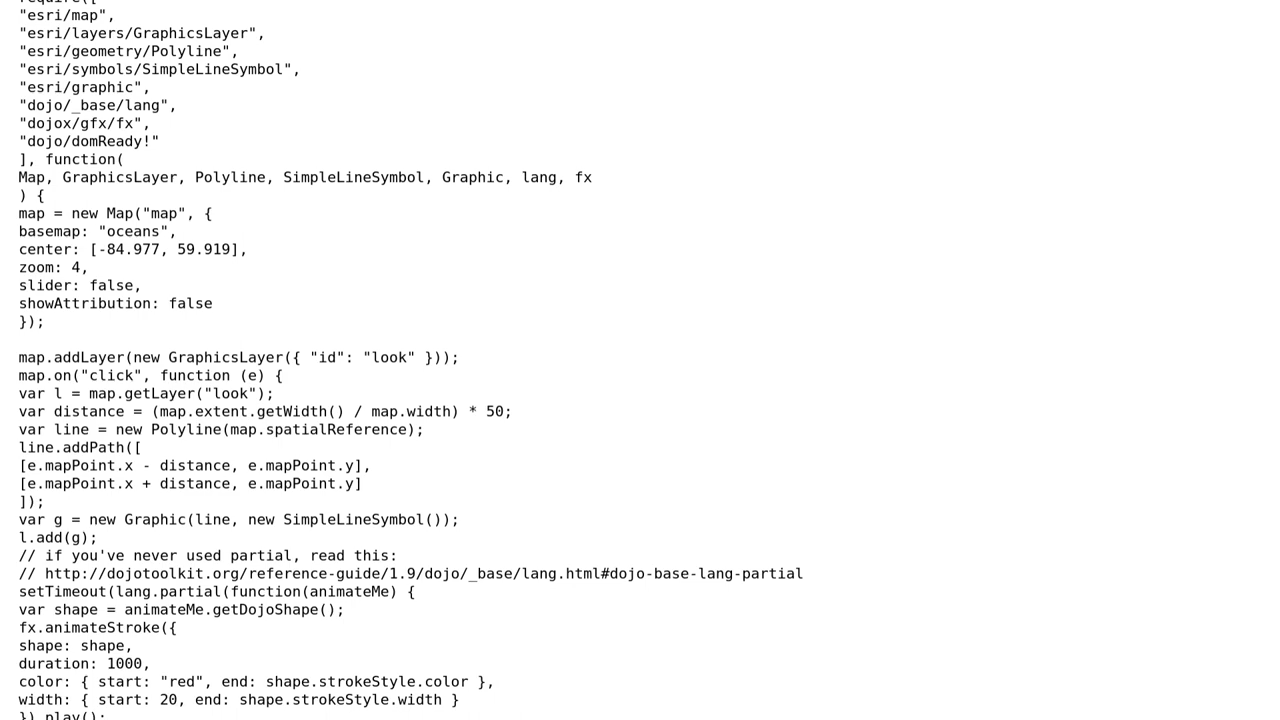 require([
"esri/map",
"esri/layers/GraphicsLayer",
"esri/geometry/Polyline",
"esri/symbols/SimpleLineSymbol",
"esri/graphic",
"dojo/_base/lang",
"dojox/gfx/fx",
"dojo/domReady!"
], function(
Map, GraphicsLayer, Polyline, SimpleLineSymbol, Graphic, lang, fx
) {
map = new Map("map", {
basemap: "oceans",
center: [-84.977, 59.919],
zoom: 4,
slider: false,
showAttribution: false
});

map.addLayer(new GraphicsLayer({ "id": "look" }));
map.on("click", function (e) {
var l = map.getLayer("look");
var distance = (map.extent.getWidth() / map.width) * 50;
var line = new Polyline(map.spatialReference);
line.addPath([
[e.mapPoint.x - distance, e.mapPoint.y],
[e.mapPoint.x + distance, e.mapPoint.y]
]);
var g = new Graphic(line, new SimpleLineSymbol());
l.add(g);
// if you've never used partial, read this:
// http://dojotoolkit.org/reference-guide/1.9/dojo/_base/lang.html#dojo-base-lang-partial
setTimeout(lang.partial(function(animateMe) {
var shape = animateMe.getDojoShape();
fx.animateStroke({
shape: shape,
duration: 1000,
color: { start: "red", end: shape.strokeStyle.color },
width: { start: 20, end: shape.strokeStyle.width }
}).play();